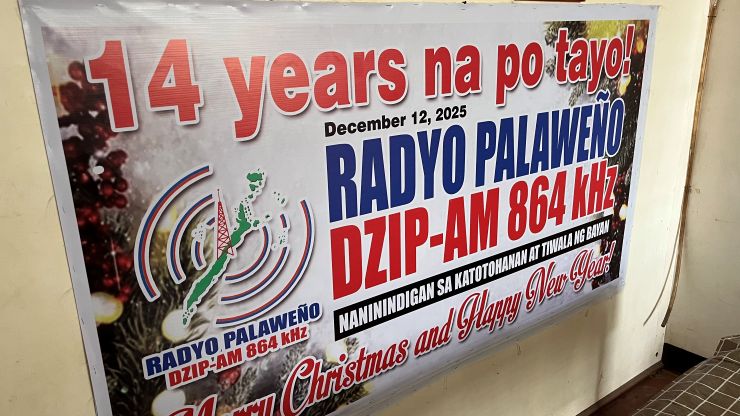 14 years na po tayo!
December 12, 2025
RADYO PALAWEÑO
DZIP-AM 864 kHz
NANININDIGAN SA KATOTOHANAN AT TIWALA NG BAYAN
RADYO PALAWEÑO
DZIP-AM 864 kHz
Merry Christmas and Happy New Year!